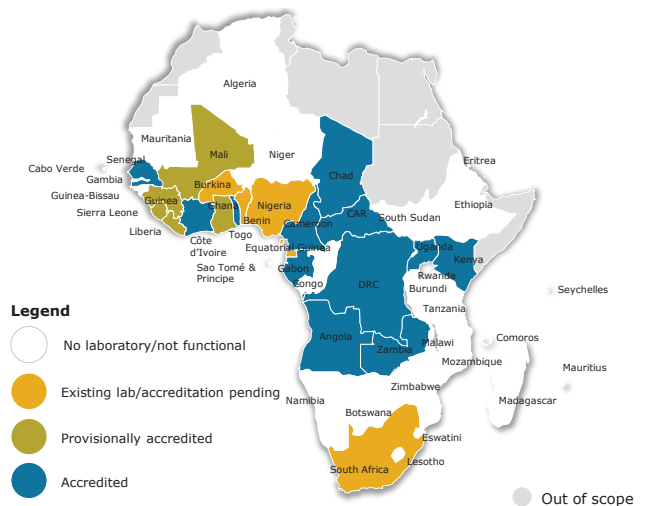 Algeria
Mauritania
Mali
Niger
Senegal
Cabo Verde
Gambia
Guinea-Bissau
Guinea
Sierra Leone
Liberia
Burkina
Ghana
Côte
d'Ivoire
Togo
Benin
Nigeria
Chad
Eritrea
Ethiopia
CAR
South Sudan
Cameroon
Equatorial Guinea
Sao Tomé &
Principe
Gabon
Congo
DRC
Uganda
Kenya
Rwanda
Burundi
Tanzania
Seychelles
Angola
Zambia
Malawi
Mozambique
Comoros
Mauritius
Madagascar
Zimbabwe
Namibia
Botswana
Eswatini
Lesotho
South Africa
Legend
No laboratory/not functional
Existing lab/accreditation pending
Provisionally accredited
Accredited
Out of scope